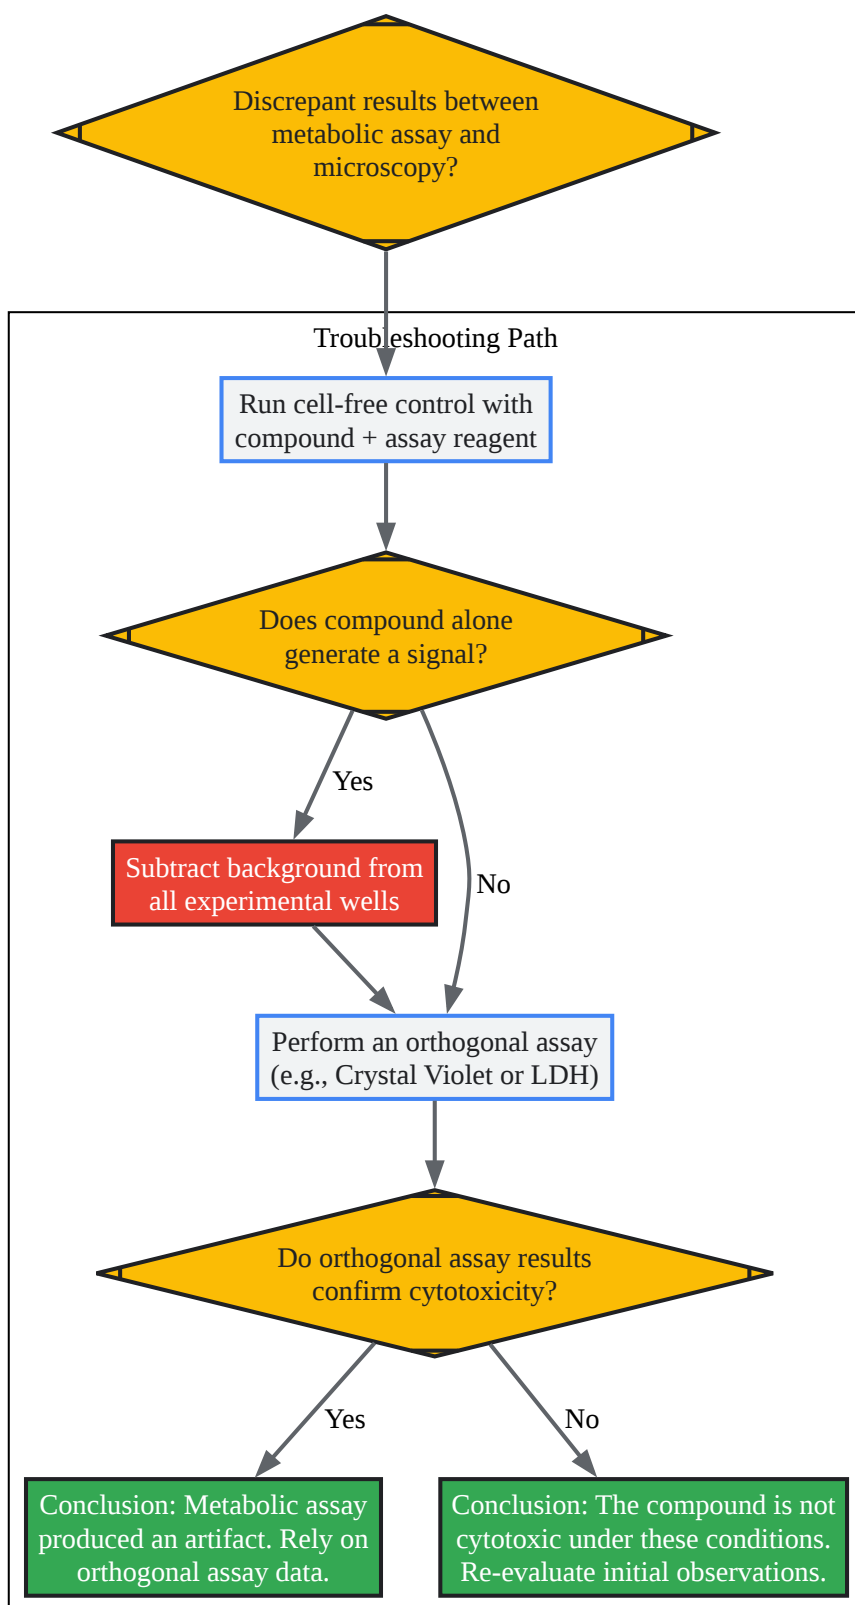 Discrepant results between
metabolic assay and
microscopy?
Troubleshooting Path
Run cell-free control with
compound + assay reagent
Does compound alone
generate a signal?
Yes
Subtract background from
all experimental wells
No
Perform an orthogonal assay
(e.g., Crystal Violet or LDH)
Do orthogonal assay results
confirm cytotoxicity?
Yes
No
Conclusion: Metabolic assay
produced an artifact. Rely on
orthogonal assay data.
Conclusion: The compound is not
cytotoxic under these conditions.
Re-evaluate initial observations.